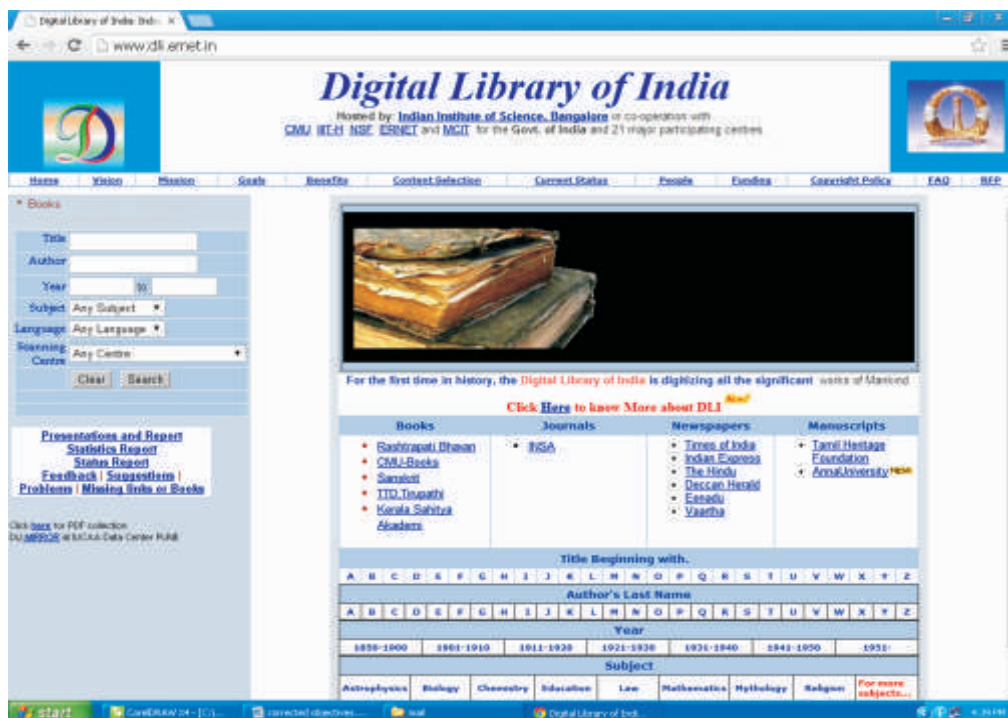 Digital Library of India: Indi
www.dli.ernet.in
Digital Library of India
Hosted by: Indian Institute of Science, Bangalore in co-operation with
CMU, IIIT-H, NSF, ERNET and MCIT for the Govt. of India and 21 major participating centres
Home Vision Mission Goals Benefits Content Selection Current Status People Funding Copyright Policy FAQ RFP
Books
Title
Author
Year to
Subject Any Subject
Language Any Language
Scanning Centre Any Centre
Clear Search
Presentations and Report
Statistics Report
Status Report
Feedback | Suggestions |
Problems | Missing links or Books
Click here for PDF collection
DLI MIRROR at Data Center PUNE
For the first time in history, the Digital Library of India is digitizing all the significant works of Mankind
Click Here to know More about DLI New!
Books
Rashtrapati Bhavan
CMU-Books
Sanskrit
TTD, Tirupathi
Kerala Sahitya
Akademi
Journals
INSA
Newspapers
Times of India
Indian Express
The Hindu
Deccan Herald
Eenadu
Vaartha
Manuscripts
Tamil Heritage
Foundation
AnnaUniversity NEW
Title Beginning with.
A B C D E F G H I J K L M N O P Q R S T U V W X Y Z
Author's Last Name
A B C D E F G H I J K L M N O P Q R S T U V W X Y Z
Year
1850-1900 1901-1910 1911-1920 1921-1930 1931-1940 1941-1950 1951-
Subject
Astrophysics Biology Chemistry Education Law Mathematics Mythology Religion For more
subjects...
start CorelDRAW X4 - [C:\... corrected objectives.... mail Digital Library of Indi... 4:39 PM